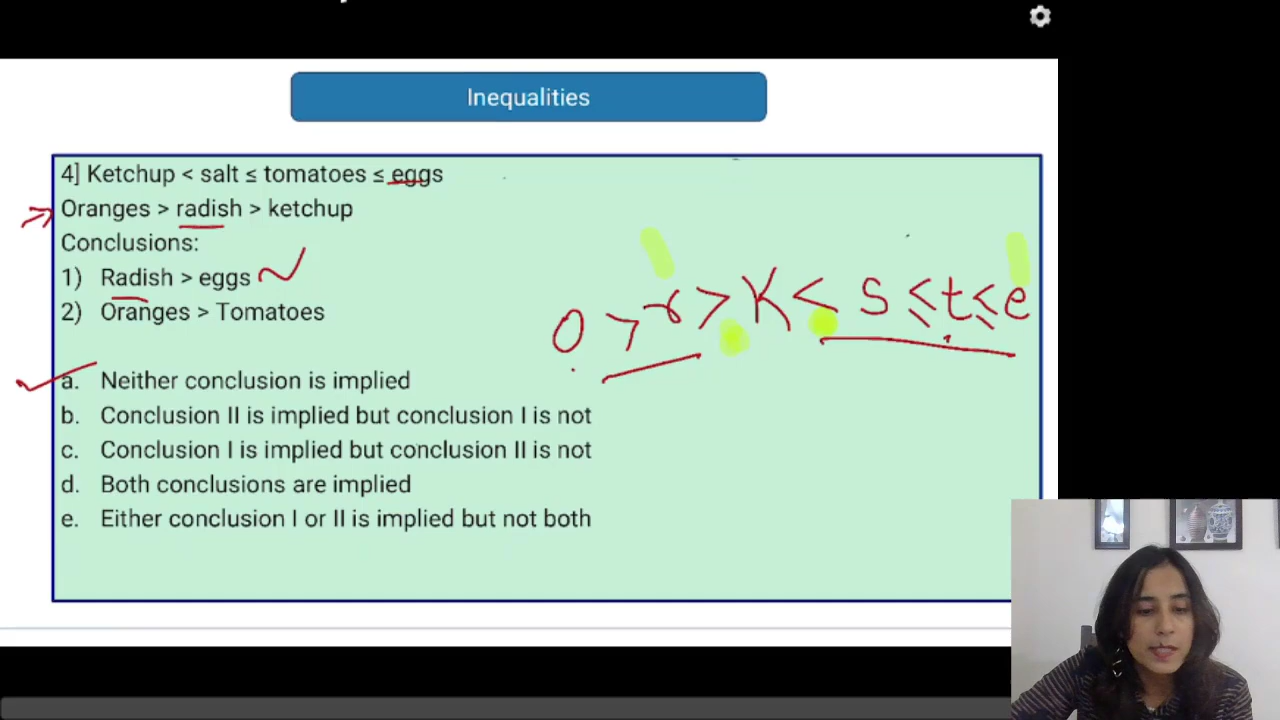 Inequalities
4] Ketchup < salt ≤ tomatoes ≤ eggs
Oranges > radish > ketchup
Conclusions:
1) Radish > eggs
2) Oranges > Tomatoes
O > r > K < s ≤ t ≤ e
a. Neither conclusion is implied
b. Conclusion II is implied but conclusion I is not
c. Conclusion I is implied but conclusion II is not
d. Both conclusions are implied
e. Either conclusion I or II is implied but not both